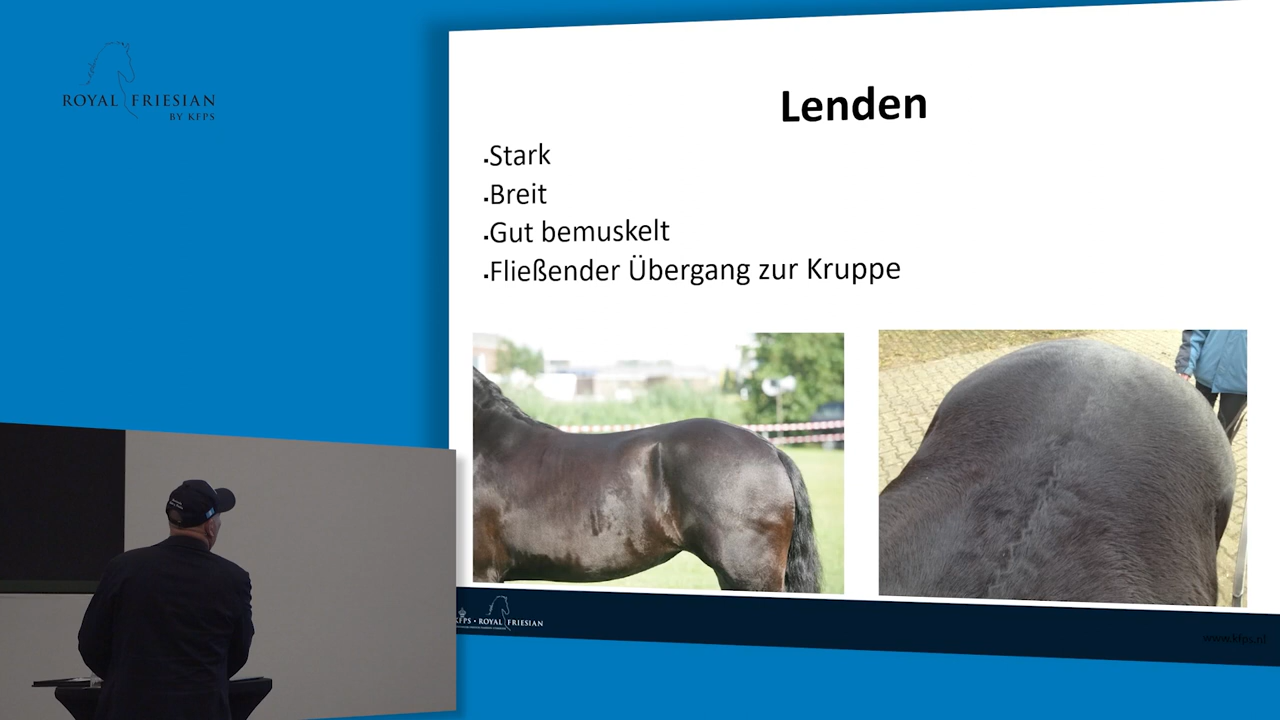 ROYAL FRIESIAN
BY KFPS
Lenden
▪Stark
▪Breit
▪Gut bemuskelt
▪Fließender Übergang zur Kruppe
KFPS • ROYAL FRIESIAN
www.kfps.nl